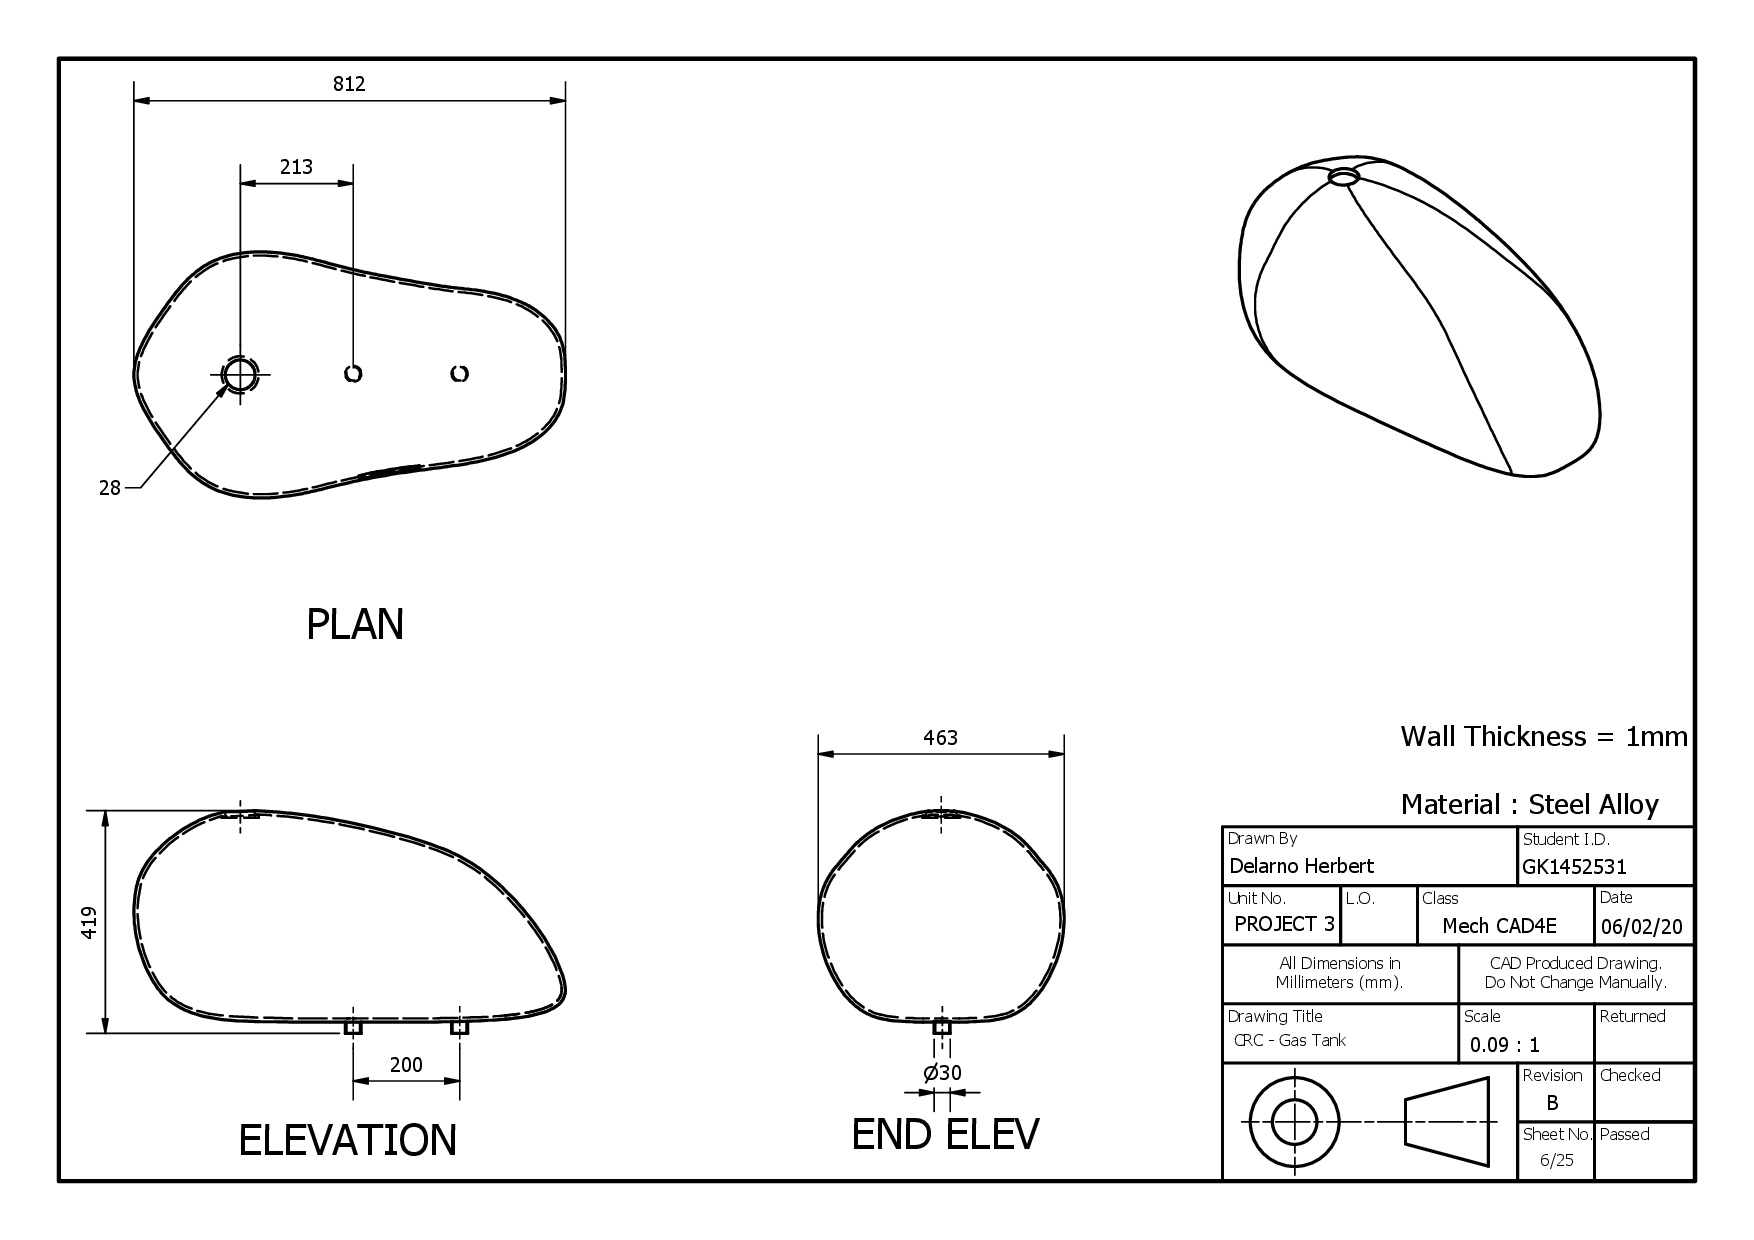 812
213
28
PLAN
463
419
200
ELEVATION
Ø30
END ELEV
Wall Thickness = 1mm
Material : Steel Alloy
Drawn By
Delarno Herbert
Student I.D.
GK1452531
Unit No.
PROJECT 3
L.O.
Class
Mech CAD4E
Date
06/02/20
All Dimensions in
Millimeters (mm).
CAD Produced Drawing.
Do Not Change Manually.
Drawing Title
CRC - Gas Tank
Scale
0.09 : 1
Returned
Revision
B
Checked
Sheet No.
6/25
Passed